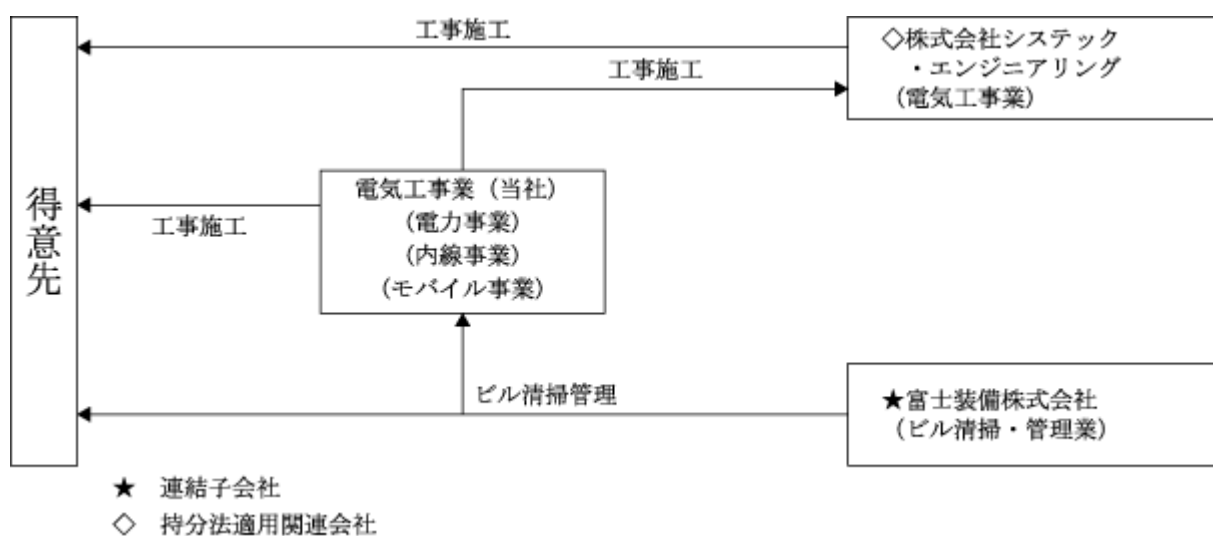 工事施工
◇株式会社システック
・エンジニアリング
(電気工事業)
工事施工
得意先
電気工事業（当社）
(電力事業)
(内線事業)
(モバイル事業)
工事施工
ビル清掃管理
★富士装備株式会社
(ビル清掃・管理業)
★ 連結子会社
◇ 持分法適用関連会社